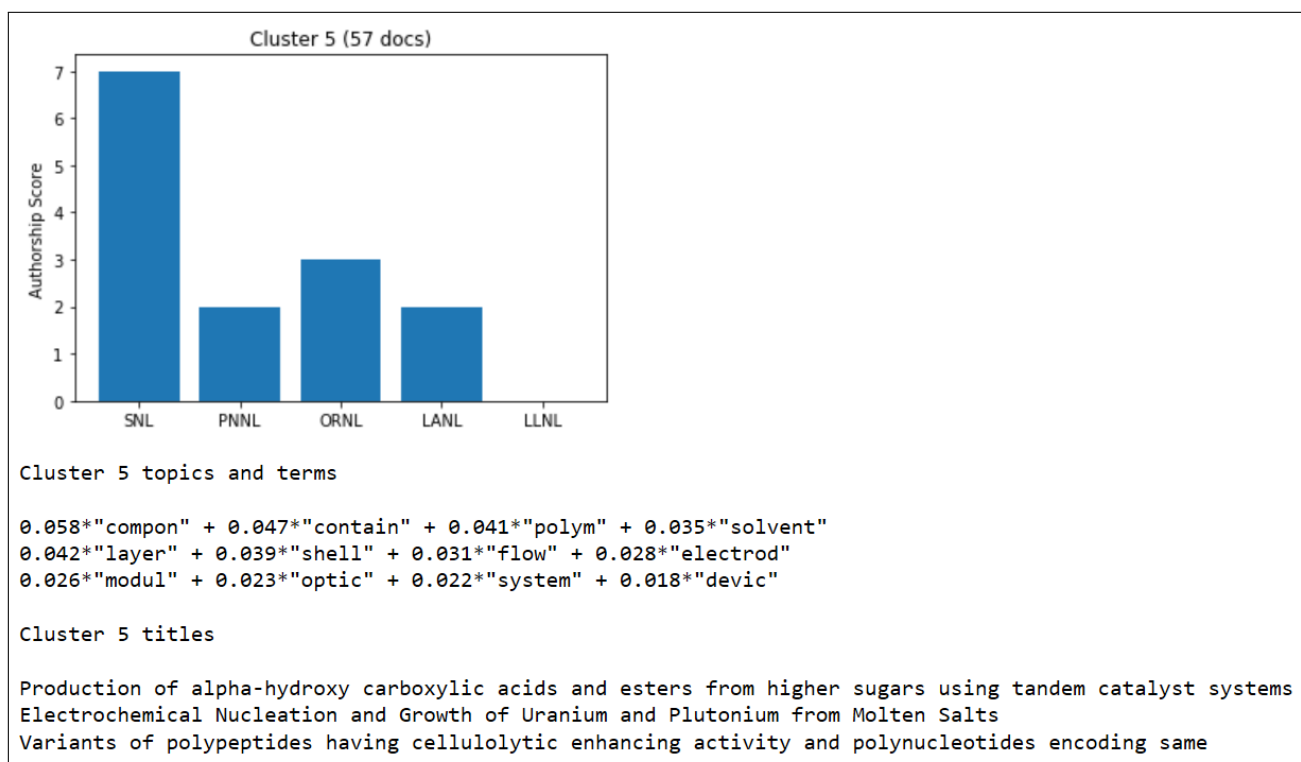 Cluster 5 (57 docs)
7
6
5
4
3
2
1
0
Authorship Score
SNL PNNL ORNL LANL LLNL
Cluster 5 topics and terms
0.058*"compon" + 0.047*"contain" + 0.041*"polym" + 0.035*"solvent"
0.042*"layer" + 0.039*"shell" + 0.031*"flow" + 0.028*"electrod"
0.026*"modul" + 0.023*"optic" + 0.022*"system" + 0.018*"devic"
Cluster 5 titles
Production of alpha-hydroxy carboxylic acids and esters from higher sugars using tandem catalyst systems
Electrochemical Nucleation and Growth of Uranium and Plutonium from Molten Salts
Variants of polypeptides having cellulolytic enhancing activity and polynucleotides encoding same